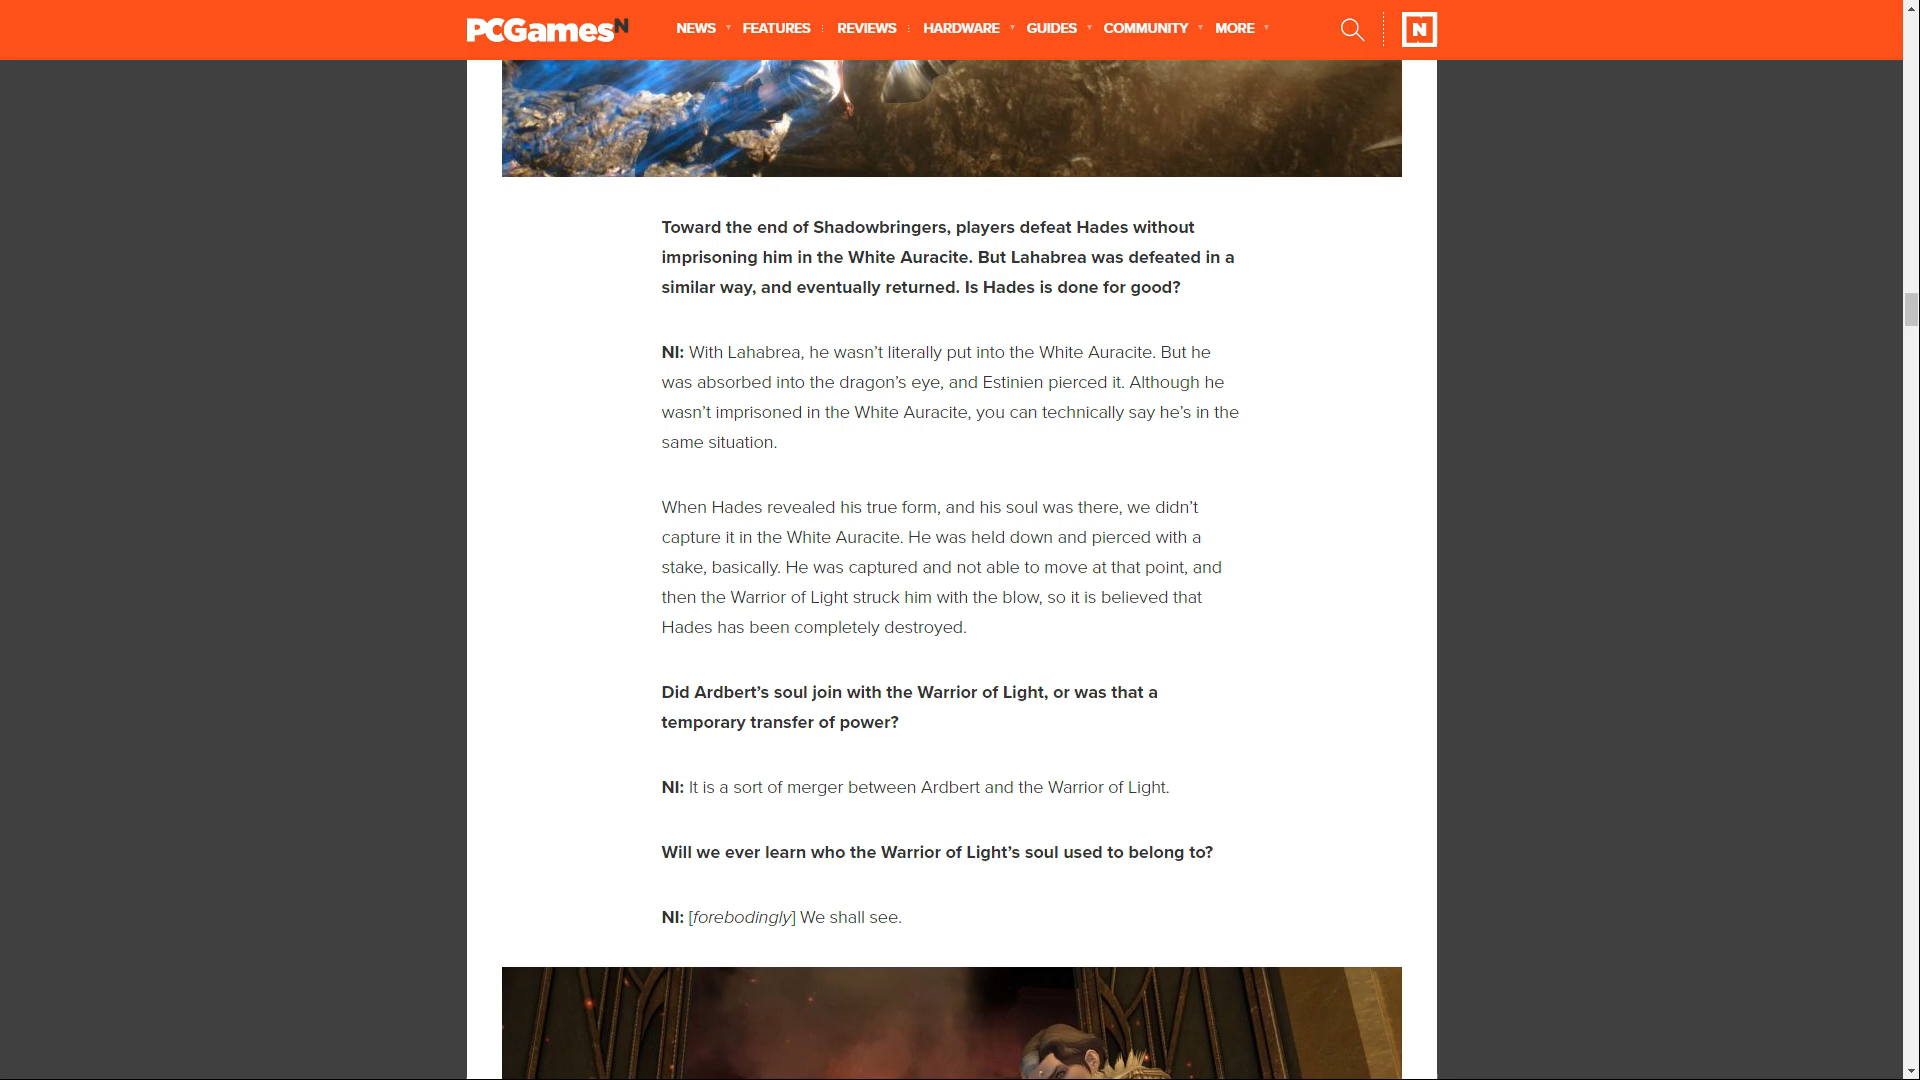 PCGamesN
NEWS FEATURES REVIEWS HARDWARE GUIDES COMMUNITY MORE
N
Toward the end of Shadowbringers, players defeat Hades without
imprisoning him in the White Auracite. But Lahabrea was defeated in a
similar way, and eventually returned. Is Hades is done for good?
NI: With Lahabrea, he wasn’t literally put into the White Auracite. But he
was absorbed into the dragon’s eye, and Estinien pierced it. Although he
wasn’t imprisoned in the White Auracite, you can technically say he’s in the
same situation.
When Hades revealed his true form, and his soul was there, we didn’t
capture it in the White Auracite. He was held down and pierced with a
stake, basically. He was captured and not able to move at that point, and
then the Warrior of Light struck him with the blow, so it is believed that
Hades has been completely destroyed.
Did Ardbert’s soul join with the Warrior of Light, or was that a
temporary transfer of power?
NI: It is a sort of merger between Ardbert and the Warrior of Light.
Will we ever learn who the Warrior of Light’s soul used to belong to?
NI: [forebodingly] We shall see.